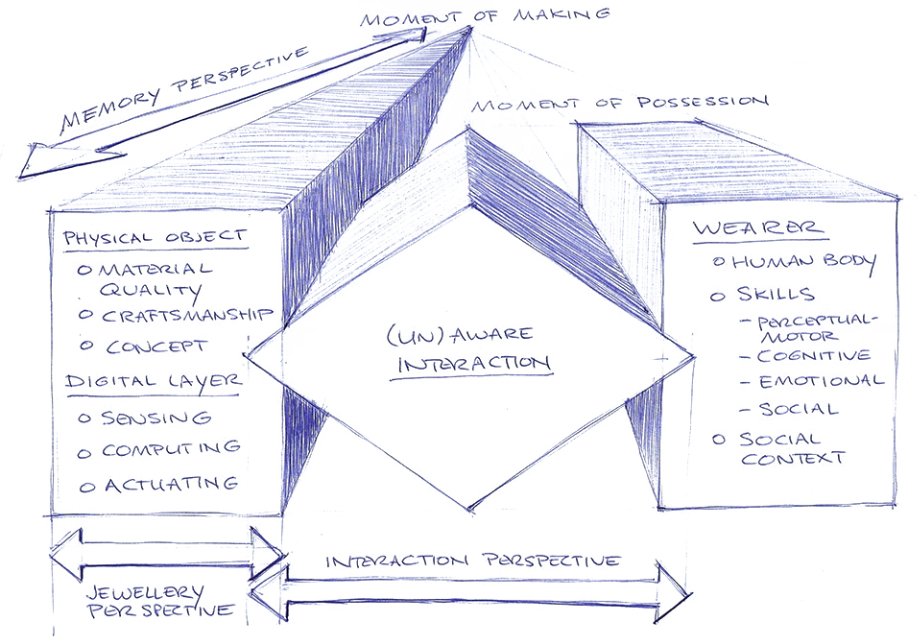 MOMENT OF MAKING
MEMORY PERSPECTIVE
MOMENT OF POSSESSION
PHYSICAL OBJECT
O MATERIAL
QUALITY
O CRAFTSMANSHIP
O CONCEPT
DIGITAL LAYER
O SENSING
O COMPUTING
O ACTUATING
(UN)AWARE
INTERACTION
WEARER
O HUMAN BODY
O SKILLS
- PERCEPTUAL-
MOTOR
- COGNITIVE
- EMOTIONAL
- SOCIAL
O SOCIAL
CONTEXT
JEWELLERY
PERSPECTIVE
INTERACTION PERSPECTIVE